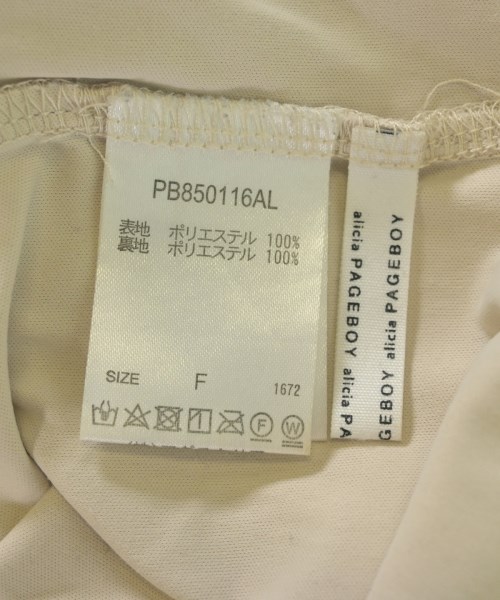 PB850116AL
表地 ポリエステル 100%
裏地 ポリエステル 100%
SIZE F 1672
F W
alicia PAGEBOY alicia PA
GEBOY alicia PAGEBOY